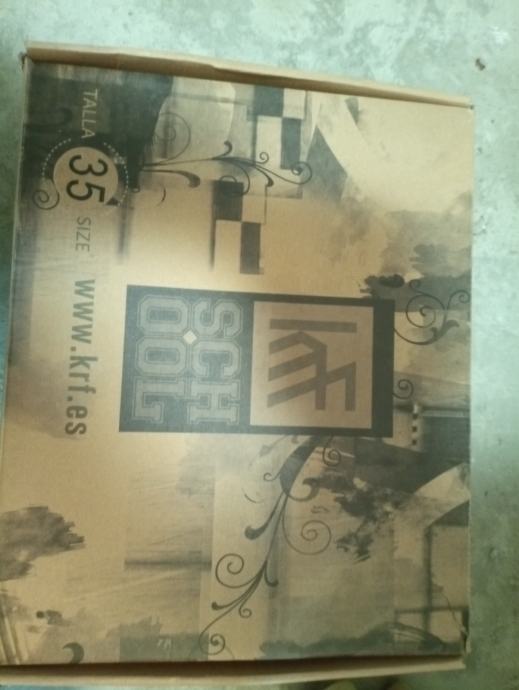 KRF
SCH
OOL
TALLA 35 SIZE
www.krf.es